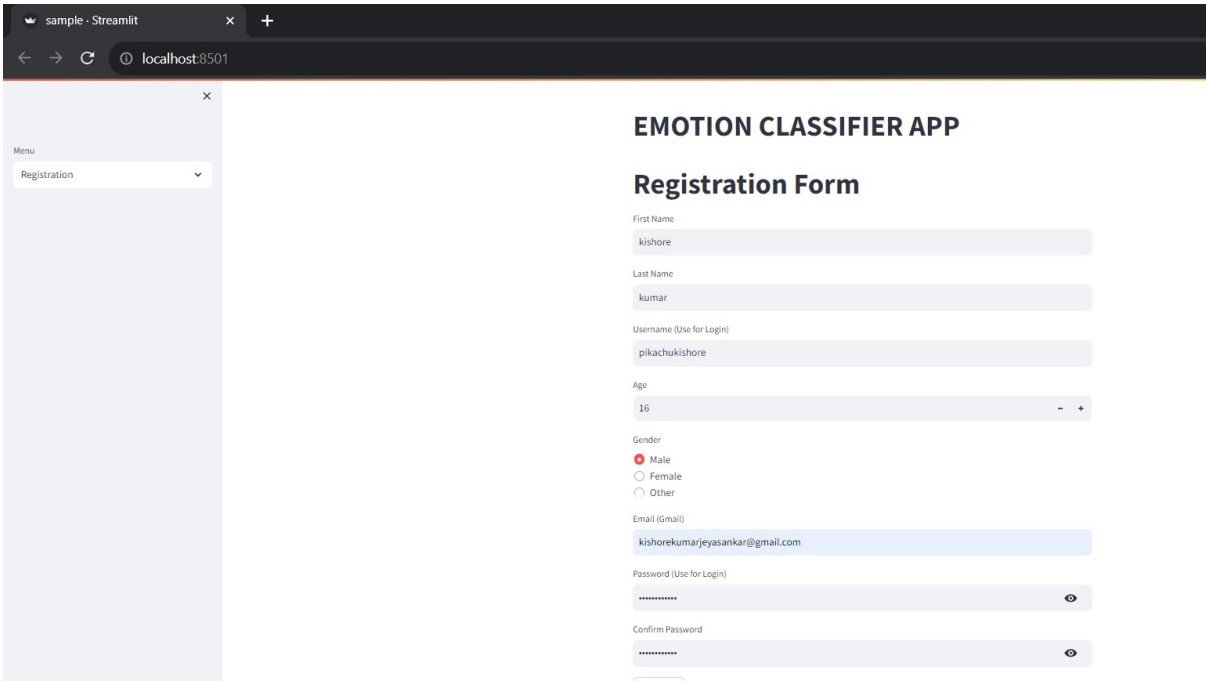 sample · Streamlit
localhost:8501
Menu
Registration
EMOTION CLASSIFIER APP
Registration Form
First Name
kishore
Last Name
kumar
Username (Use for Login)
pikachukishore
Age
16
Gender
Male
Female
Other
Email (Gmail)
kishorekumarjeyasankar@gmail.com
Password (Use for Login)
••••••••••••
Confirm Password
••••••••••••